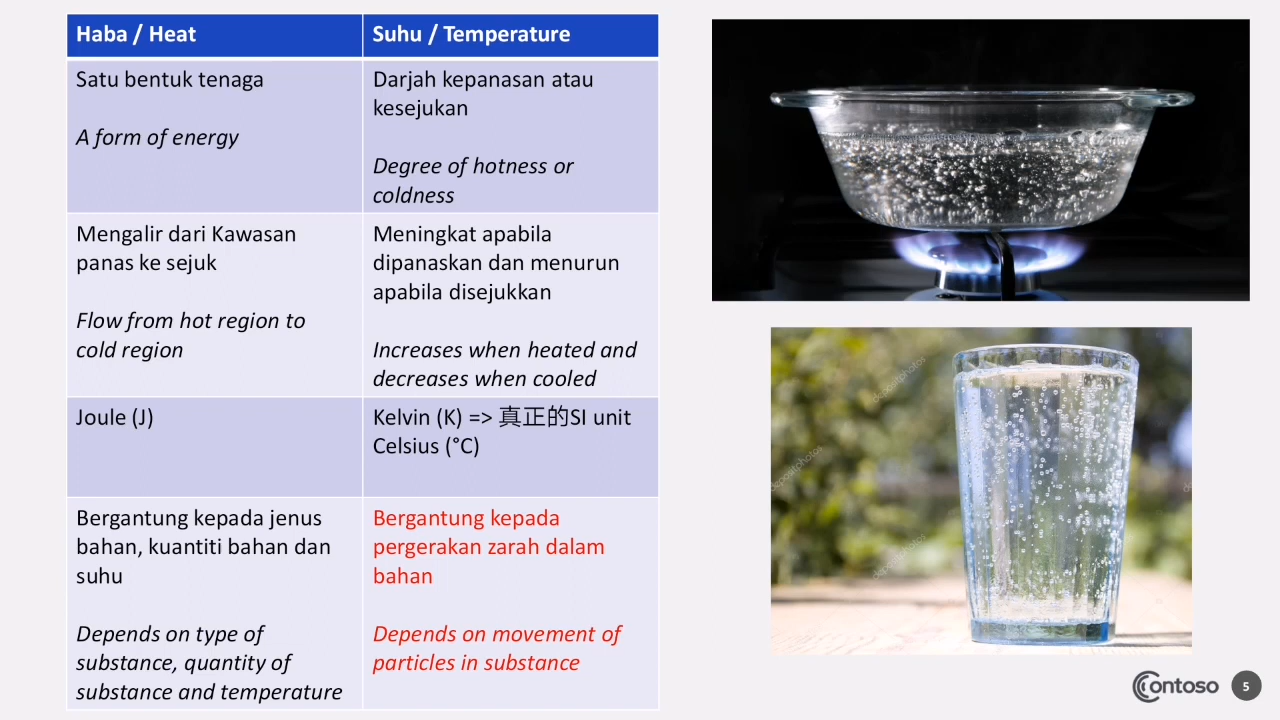 Haba / Heat
Suhu / Temperature
Satu bentuk tenaga
A form of energy
Darjah kepanasan atau
kesejukan
Degree of hotness or
coldness
Mengalir dari Kawasan
panas ke sejuk
Flow from hot region to
cold region
Meningkat apabila
dipanaskan dan menurun
apabila disejukkan
Increases when heated and
decreases when cooled
Joule (J)
Kelvin (K) => 真正的SI unit
Celsius (°C)
Bergantung kepada jenus
bahan, kuantiti bahan dan
suhu
Depends on type of
substance, quantity of
substance and temperature
Bergantung kepada
pergerakan zarah dalam
bahan
Depends on movement of
particles in substance
depositphotos
depositphotos
depositphotos
Contoso
5